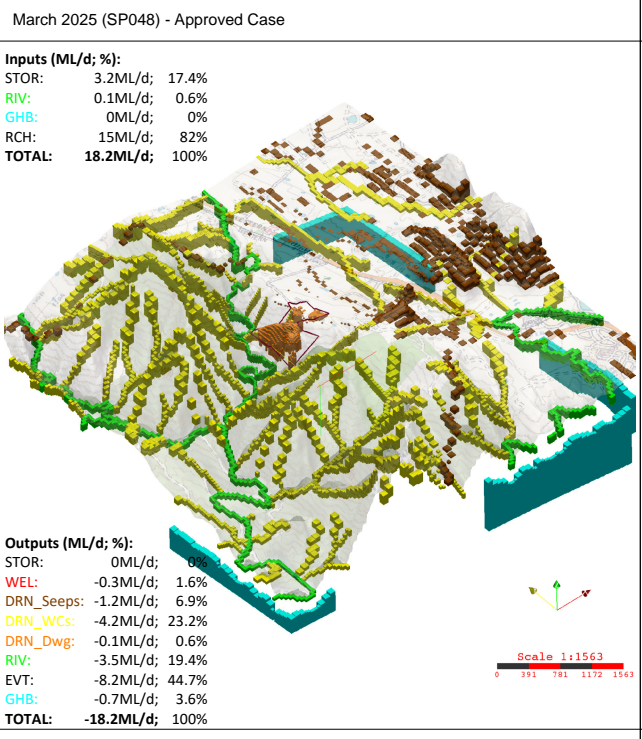 March 2025 (SP048) - Approved Case
Inputs (ML/d; %):
STOR: 3.2ML/d; 17.4%
RIV: 0.1ML/d; 0.6%
GHB: 0ML/d; 0%
RCH: 15ML/d; 82%
TOTAL: 18.2ML/d; 100%
Outputs (ML/d; %):
STOR: 0ML/d; 0%
WEL: -0.3ML/d; 1.6%
DRN_Seeps: -1.2ML/d; 6.9%
DRN_WCs: -4.2ML/d; 23.2%
DRN_Dwg: -0.1ML/d; 0.6%
RIV: -3.5ML/d; 19.4%
EVT: -8.2ML/d; 44.7%
GHB: -0.7ML/d; 3.6%
TOTAL: -18.2ML/d; 100%
Scale 1:1563
0 391 781 1172 1563